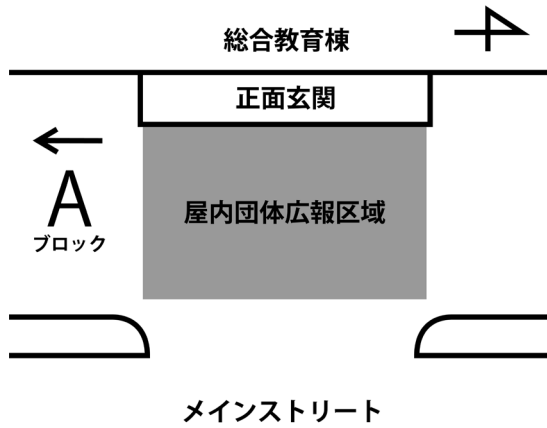 総合教育棟
正面玄関
A
ブロック
屋内団体広報区域
メインストリート